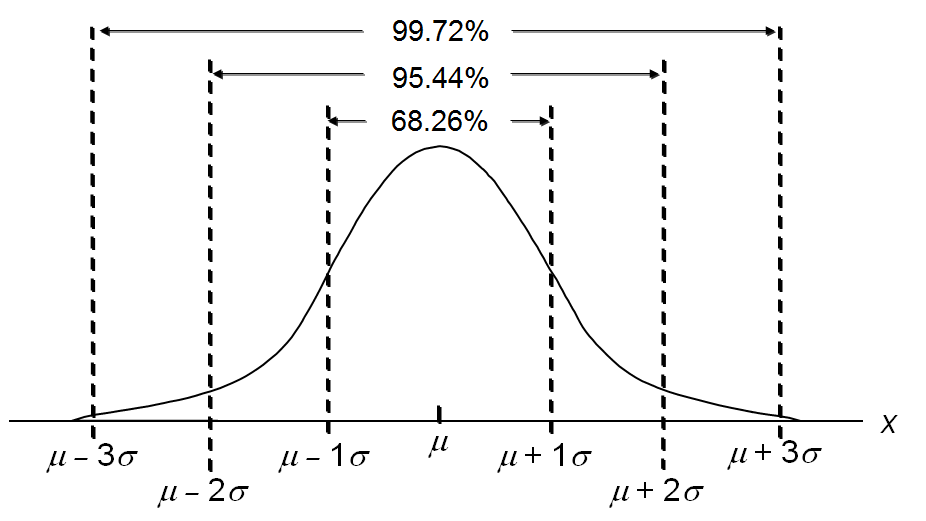 99.72%
95.44%
68.26%
x
μ – 3σ
μ – 1σ
μ
μ + 1σ
μ + 3σ
μ – 2σ
μ + 2σ